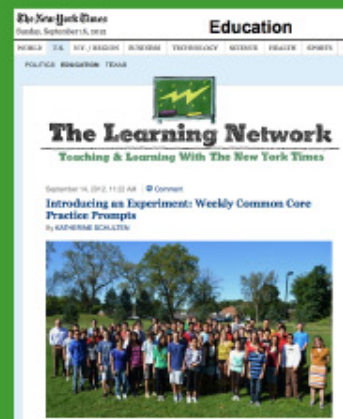 The New York Times
Sunday, September 16, 2012
Education
WORLD U.S. N.Y. / REGION BUSINESS TECHNOLOGY SCIENCE HEALTH SPORTS
POLITICS EDUCATION TEXAS
The Learning Network
Teaching & Learning With The New York Times
September 14, 2012, 11:22 AM Comment
Introducing an Experiment: Weekly Common Core
Practice Prompts
By KATHERINE SCHULTEN